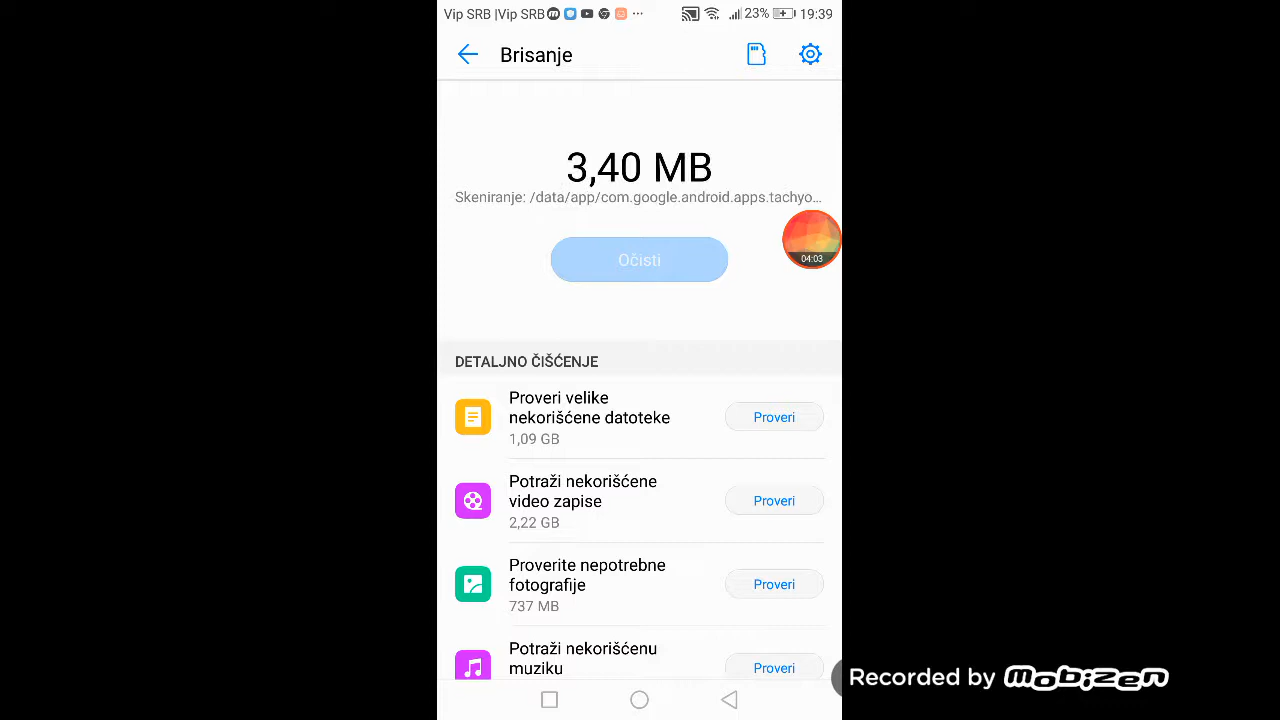 Vip SRB |Vip SRB ... 23% 19:39
Brisanje
3,40 MB
Skeniranje: /data/app/com.google.android.apps.tachyo...
Očisti
04:03
DETALJNO ČIŠĆENJE
Proveri velike
nekorišćene datoteke
Proveri
1,09 GB
Potraži nekorišćene
video zapise
Proveri
2,22 GB
Proverite nepotrebne
fotografije
Proveri
737 MB
Potraži nekorišćenu
muziku
Proveri
Recorded by Mobizen